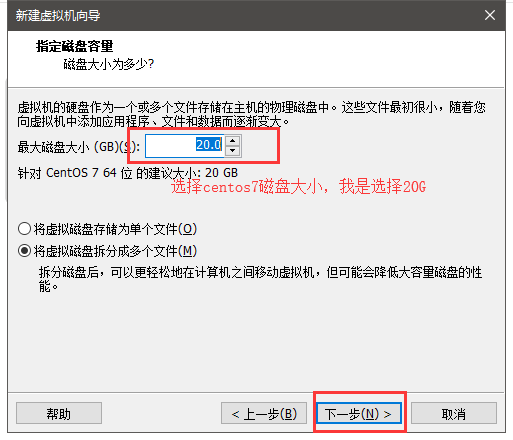 新建虚拟机向导
指定磁盘容量
磁盘大小为多少?
虚拟机的硬盘作为一个或多个文件存储在主机的物理磁盘中。这些文件最初很小，随着您
向虚拟机中添加应用程序、文件和数据而逐渐变大。
最大磁盘大小 (GB)(S): 20.0
针对 CentOS 7 64 位 的建议大小: 20 GB
选择centos7磁盘大小，我是选择20G
将虚拟磁盘存储为单个文件(O)
将虚拟磁盘拆分成多个文件(M)
拆分磁盘后，可以更轻松地在计算机之间移动虚拟机，但可能会降低大容量磁盘的性
能。
帮助 < 上一步(B) 下一步(N) > 取消